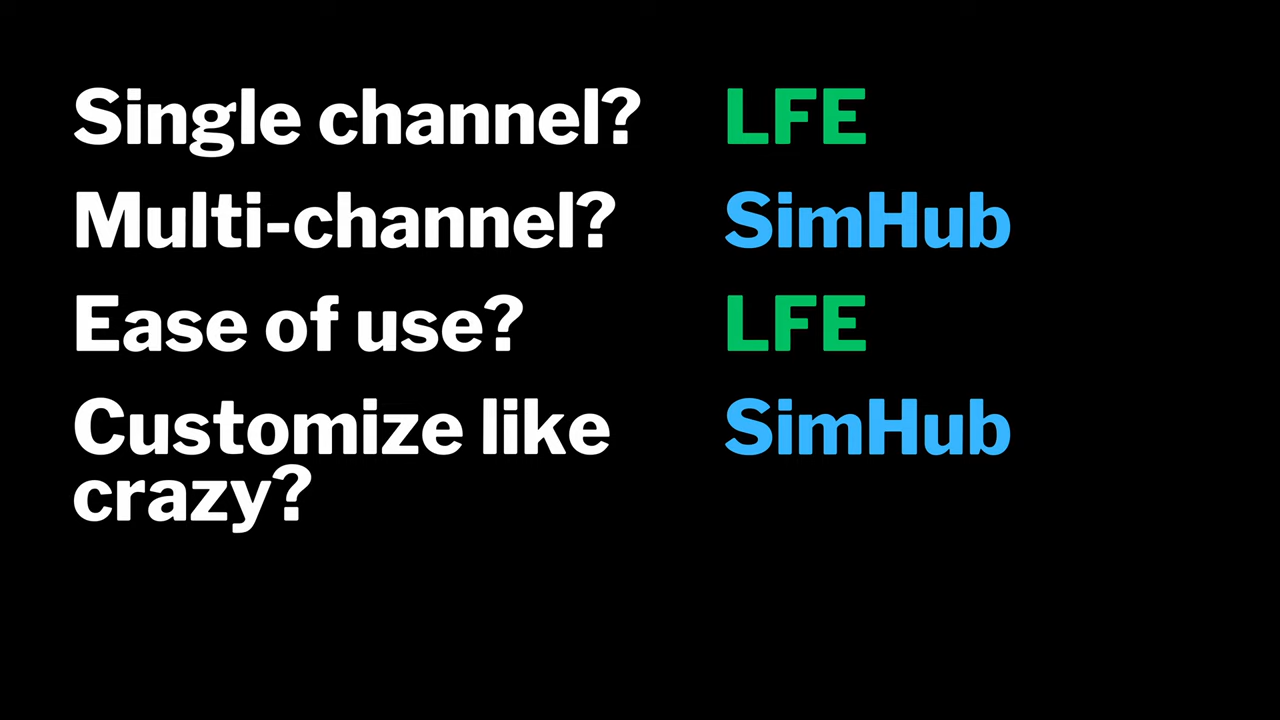 Single channel? LFE
Multi-channel? SimHub
Ease of use? LFE
Customize like SimHub
crazy?